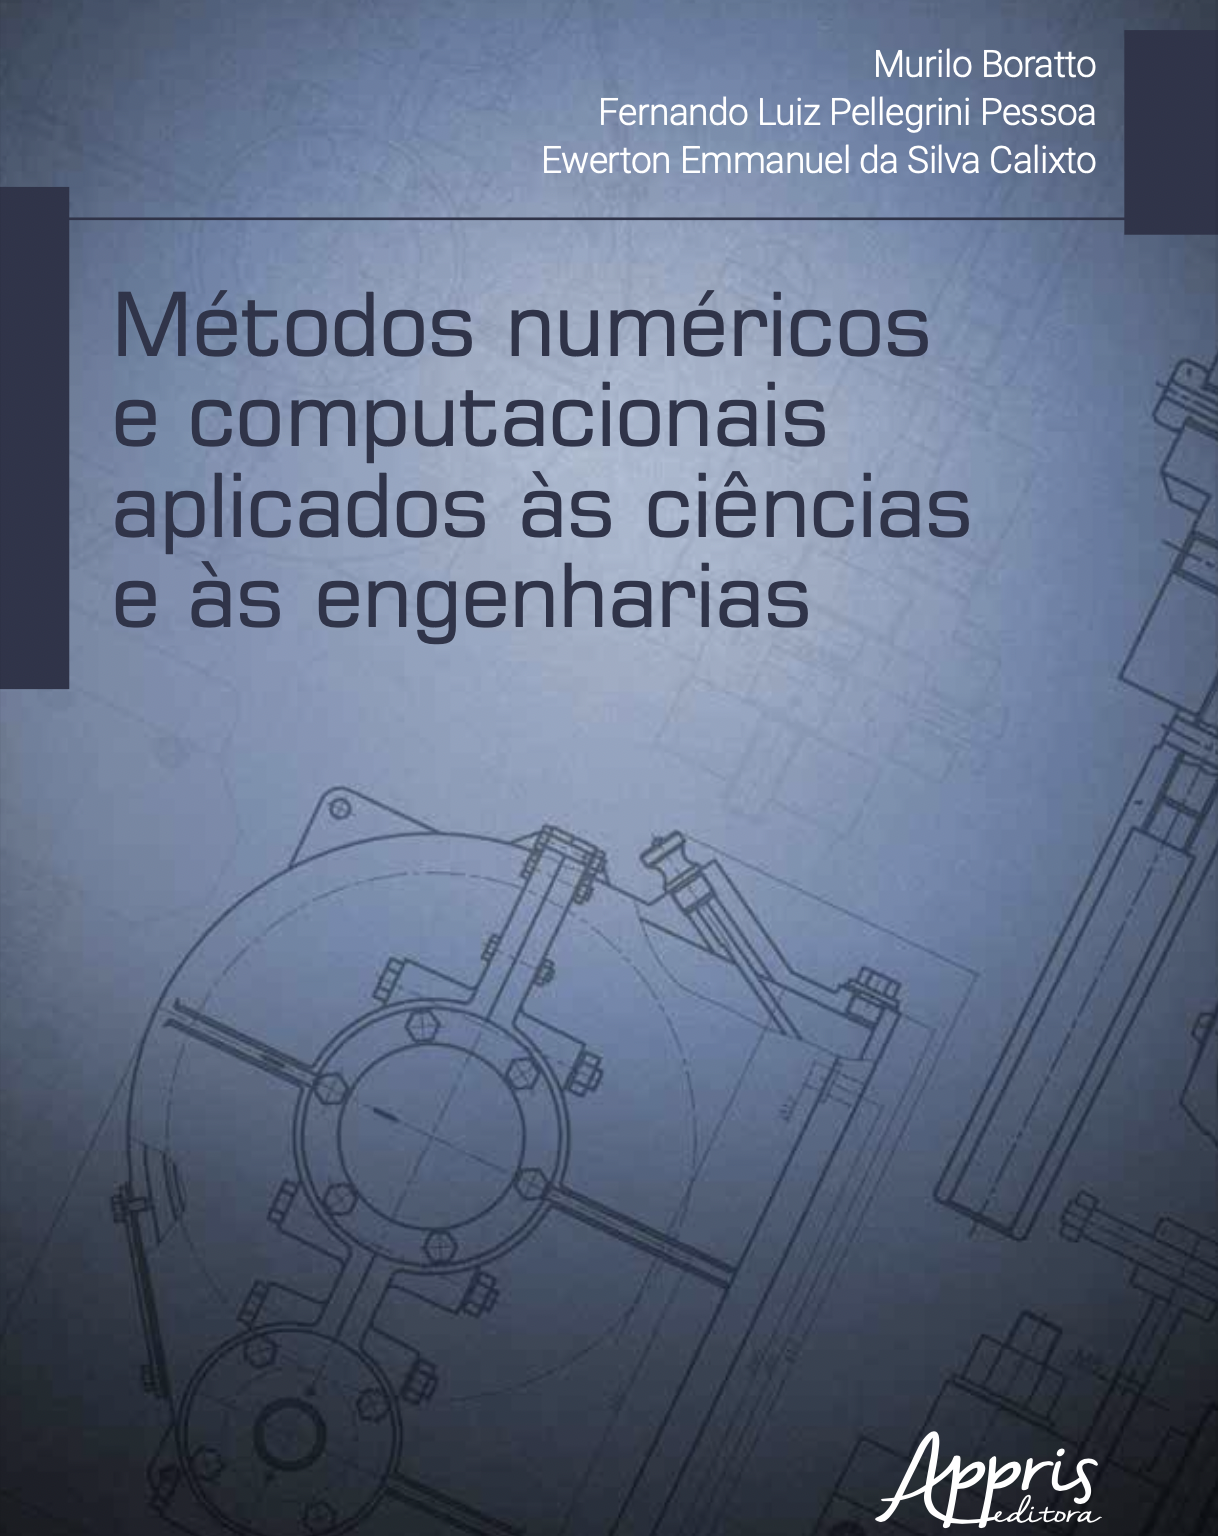 Murilo Boratto
Fernando Luiz Pellegrini Pessoa
Ewerton Emmanuel da Silva Calixto
Métodos numéricos
e computacionais
aplicados às ciências
e às engenharias
Appris
editora